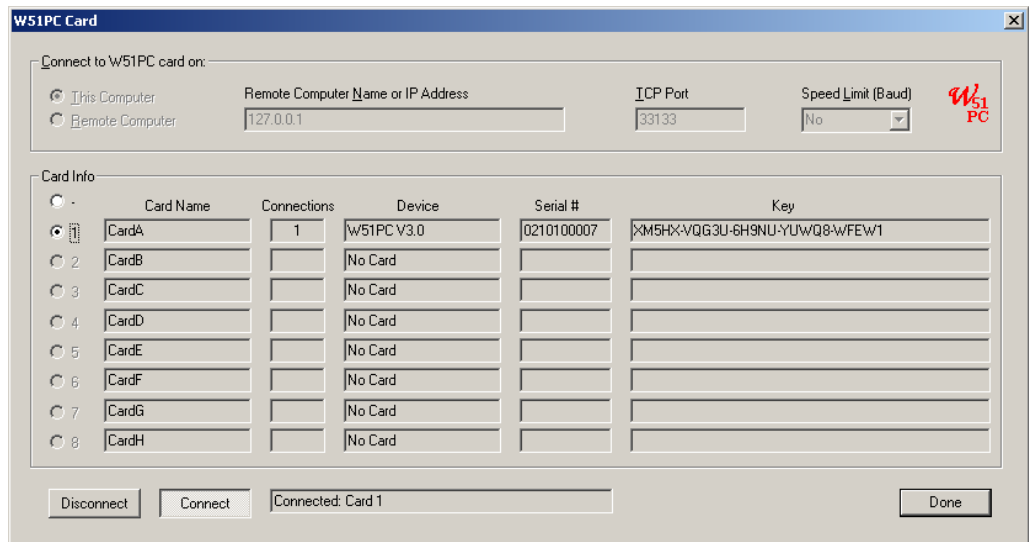 W51PC Card
Connect to W51PC card on:
This Computer
Remote Computer Name or IP Address
TCP Port
Speed Limit (Baud)
W51 PC
Remote Computer
127.0.0.1
33133
No
Card Info
-
Card Name Connections Device Serial # Key
1 CardA 1 W51PC V3.0 0210100007 XM5HX-VQG3U-6H9NU-YUWQ8-WFEW1
2 CardB No Card
3 CardC No Card
4 CardD No Card
5 CardE No Card
6 CardF No Card
7 CardG No Card
8 CardH No Card
Disconnect Connect Connected: Card 1 Done